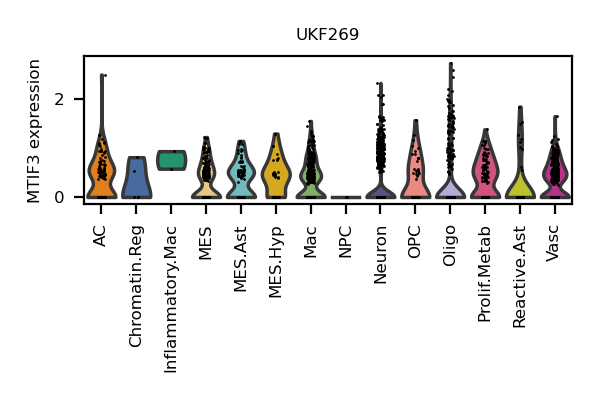 UKF269
MTIF3 expression
2
0
AC
Chromatin.Reg
Inflammatory.Mac
MES
MES.Ast
MES.Hyp
Mac
NPC
Neuron
OPC
Oligo
Prolif.Metab
Reactive.Ast
Vasc